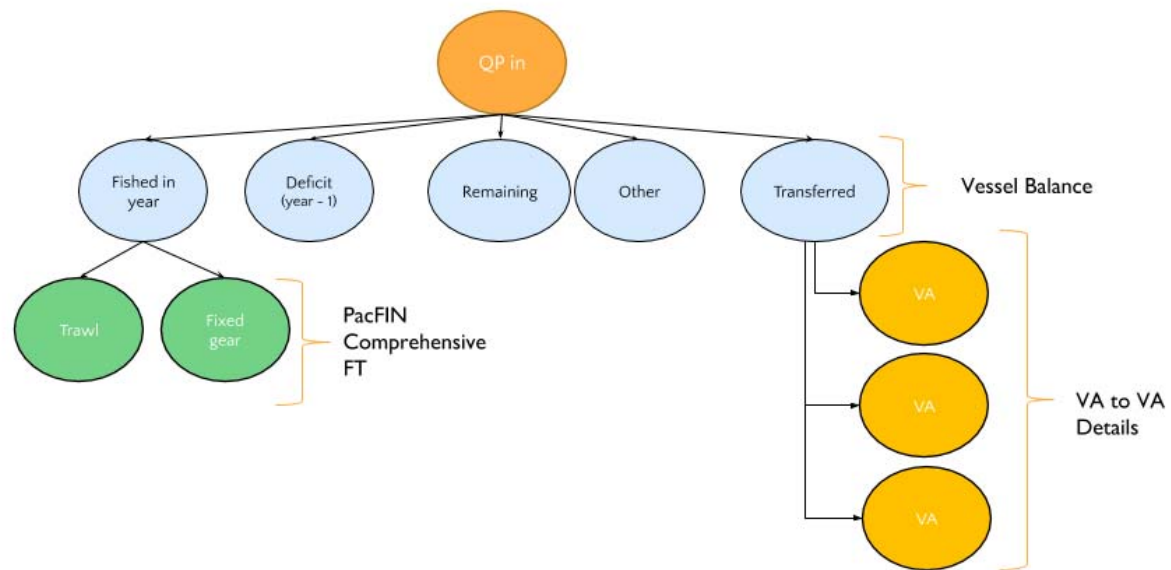 QP in
Fished in
year
Deficit
(year - 1)
Remaining
Other
Transferred
Vessel Balance
Trawl
Fixed
gear
PacFIN
Comprehensive
FT
VA
VA
VA
VA to VA
Details